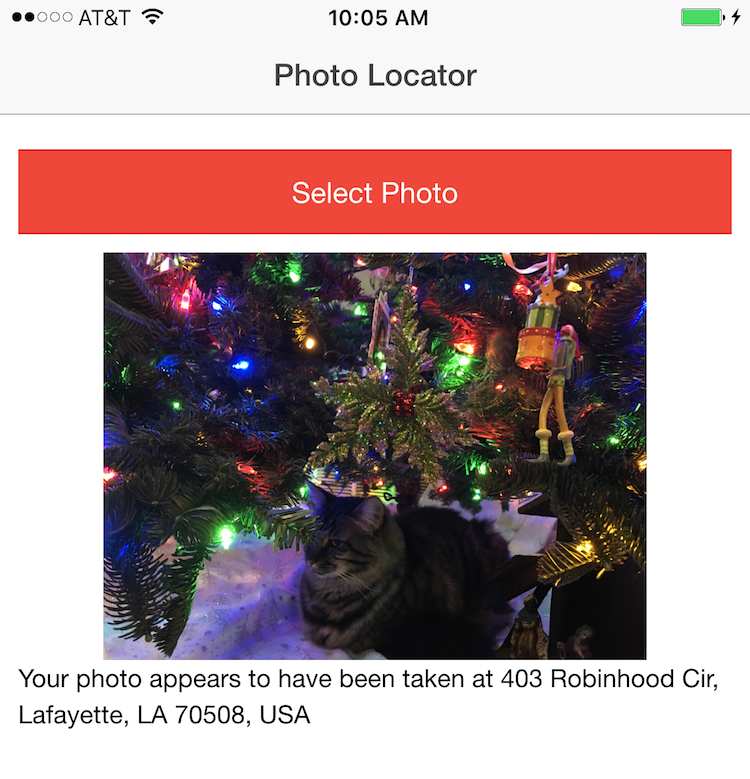 AT&T 10:05 AM
Photo Locator
Select Photo
Your photo appears to have been taken at 403 Robinhood Cir,
Lafayette, LA 70508, USA